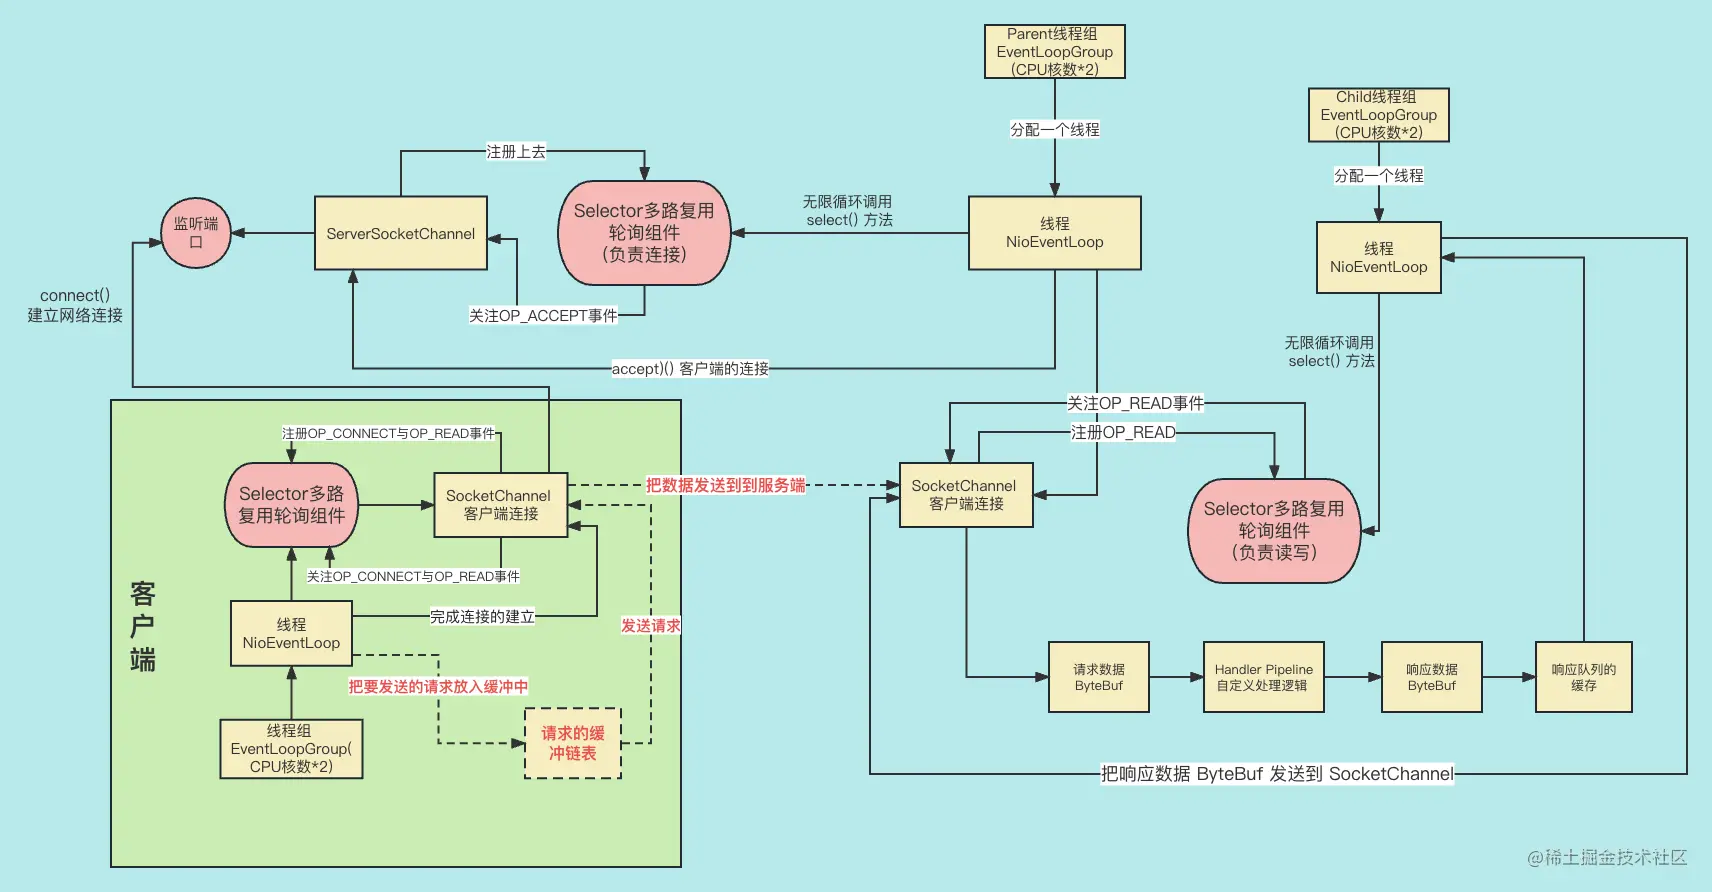 Parent线程组
EventLoopGroup
(CPU核数*2)
分配一个线程
Child线程组
EventLoopGroup
(CPU核数*2)
分配一个线程
注册上去
监听端
口
ServerSocketChannel
Selector多路复用
轮询组件
(负责连接)
无限循环调用
select() 方法
线程
NioEventLoop
线程
NioEventLoop
connect()
建立网络连接
关注OP_ACCEPT事件
accept)() 客户端的连接
无限循环调用
select() 方法
关注OP_READ事件
注册OP_READ
注册OP_CONNECT与OP_READ事件
Selector多路
复用轮询组件
SocketChannel
客户端连接
把数据发送到到服务端
SocketChannel
客户端连接
Selector多路复用
轮询组件
(负责读写)
关注OP_CONNECT与OP_READ事件
客
户
端
线程
NioEventLoop
完成连接的建立
发送请求
把要发送的请求放入缓冲中
线程组
EventLoopGroup(
CPU核数*2)
请求的缓
冲链表
请求数据
ByteBuf
Handler Pipeline
自定义处理逻辑
响应数据
ByteBuf
响应队列的
缓存
把响应数据 ByteBuf 发送到 SocketChannel
@稀土掘金技术社区